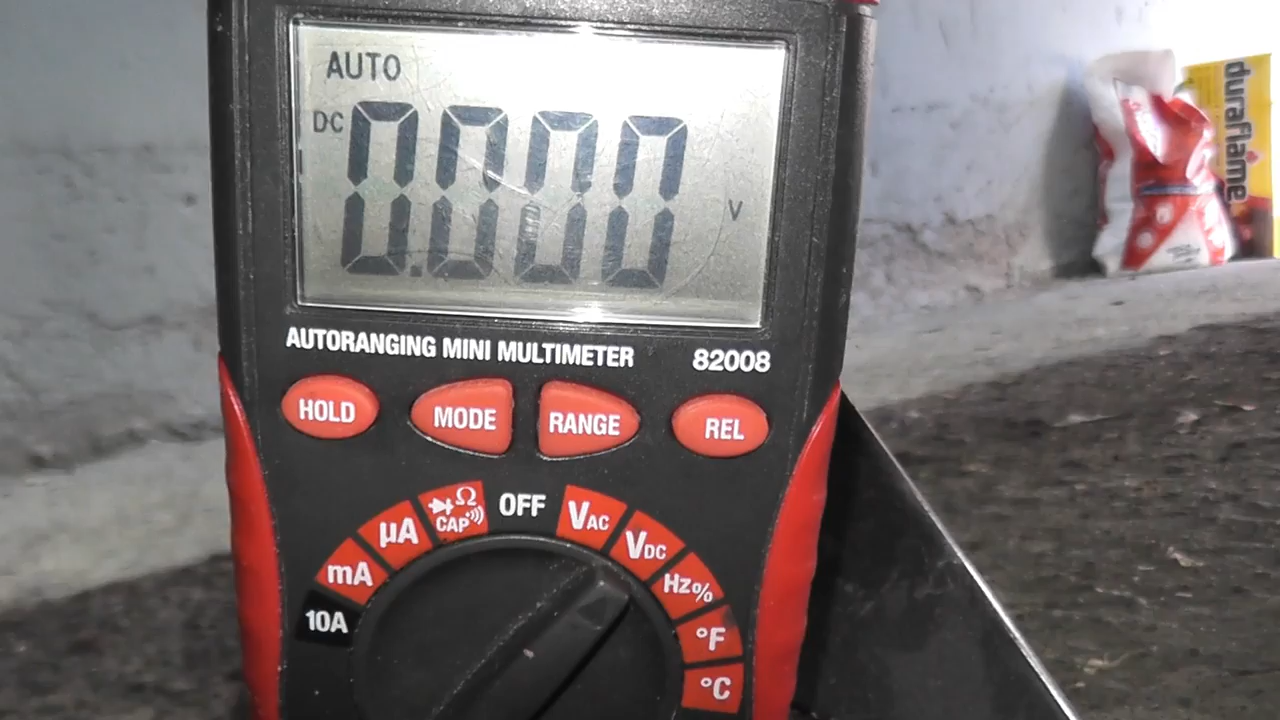 AUTO
DC 0.000 V
AUTORANGING MINI MULTIMETER 82008
HOLD MODE RANGE REL
OFF
Ω
CAP
VAC
µA
VDC
mA
Hz%
10A
°F
°C
duraflame